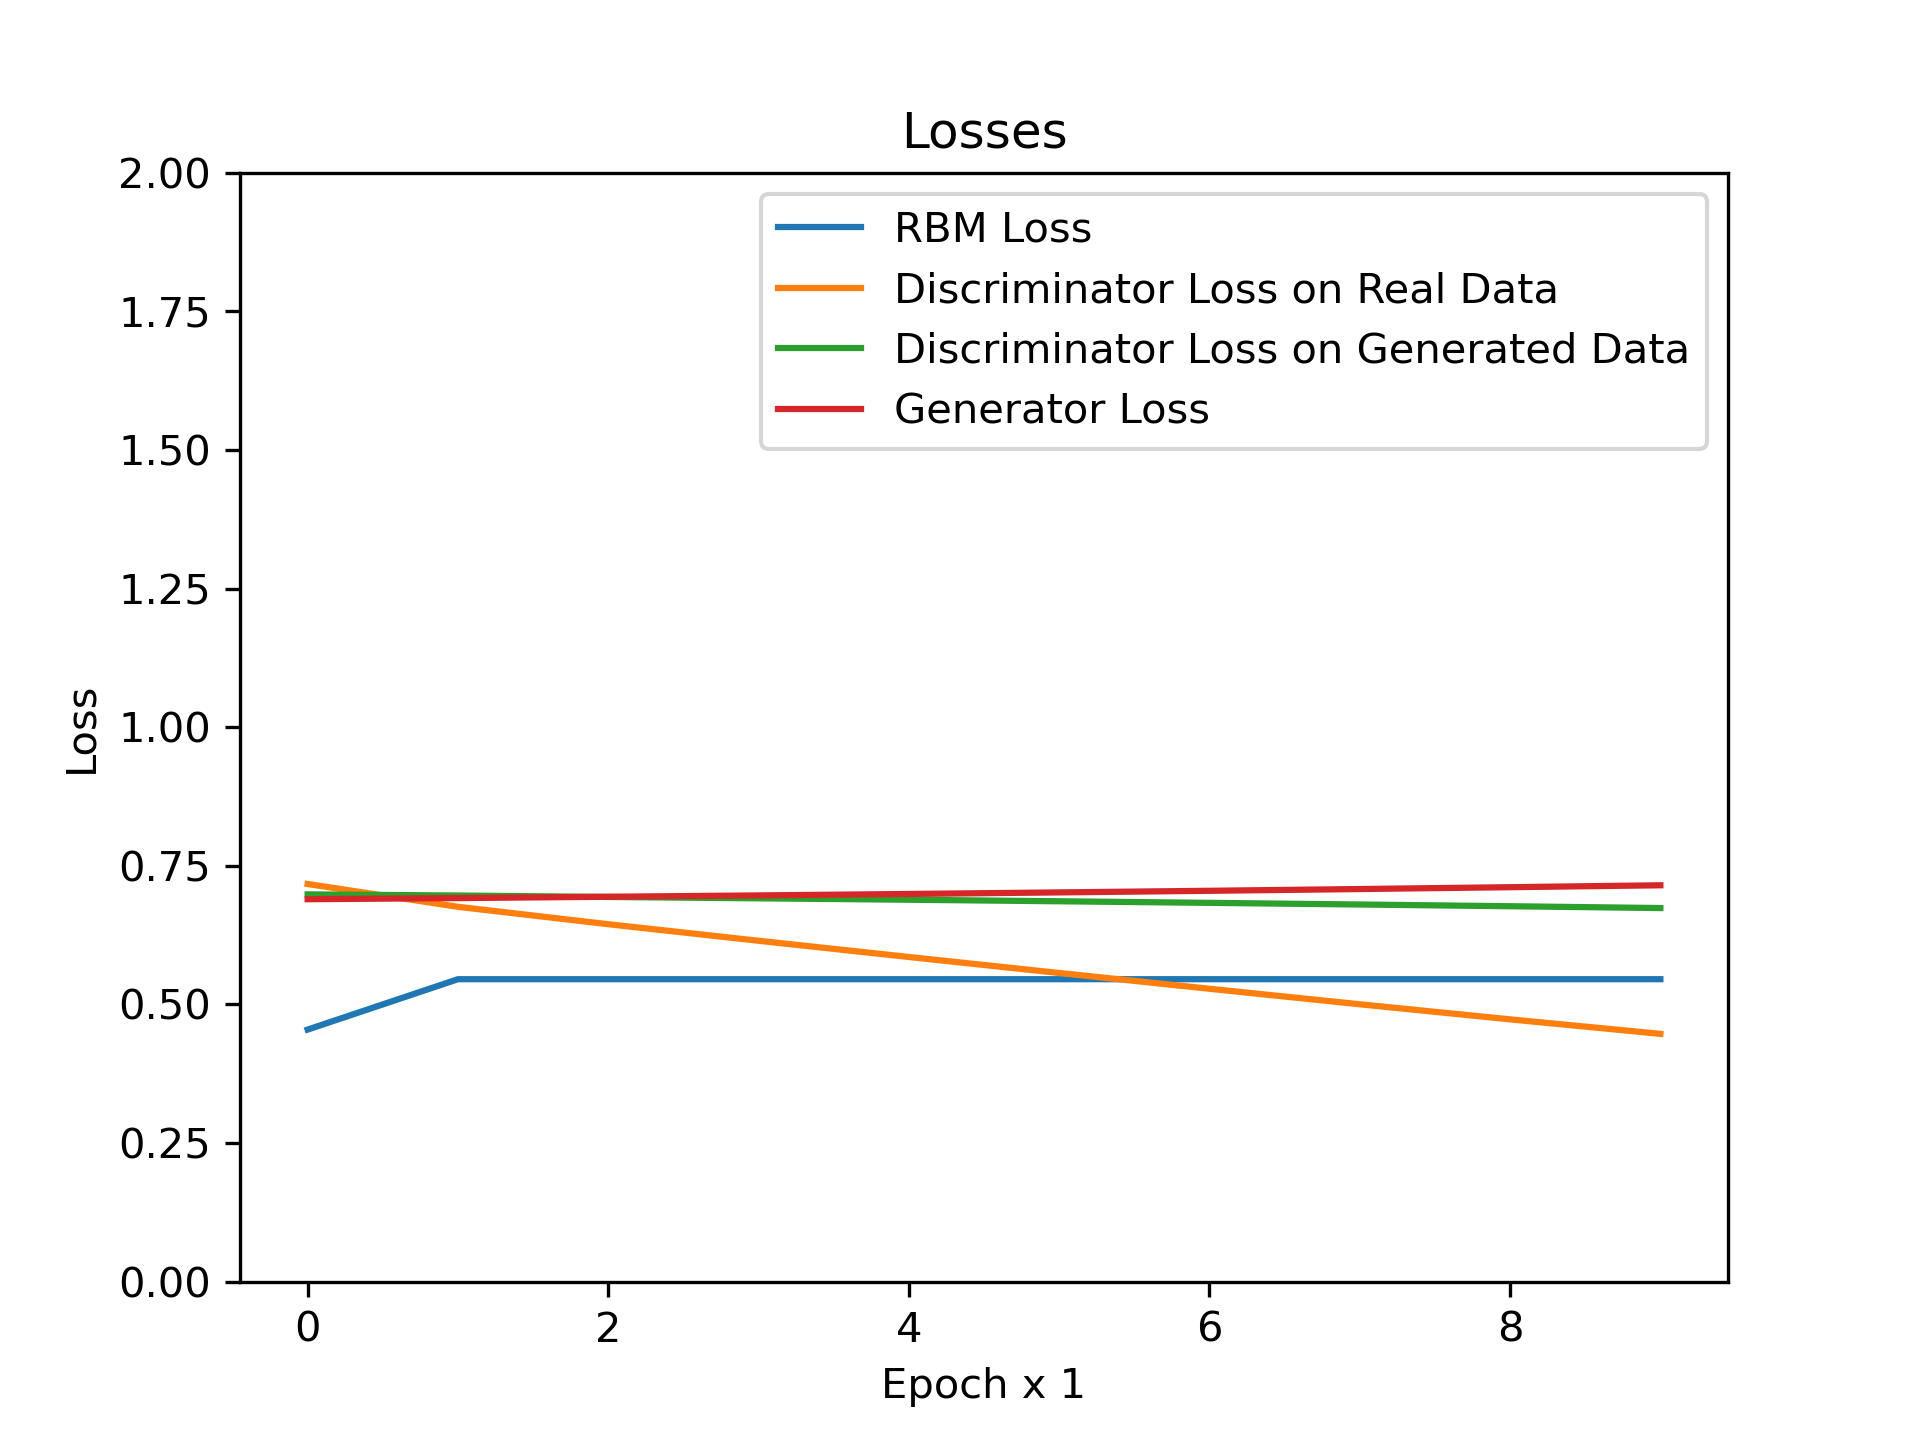 Losses
2.00
1.75
1.50
1.25
1.00
0.75
0.50
0.25
0.00
Loss
RBM Loss
Discriminator Loss on Real Data
Discriminator Loss on Generated Data
Generator Loss
0 2 4 6 8
Epoch x 1